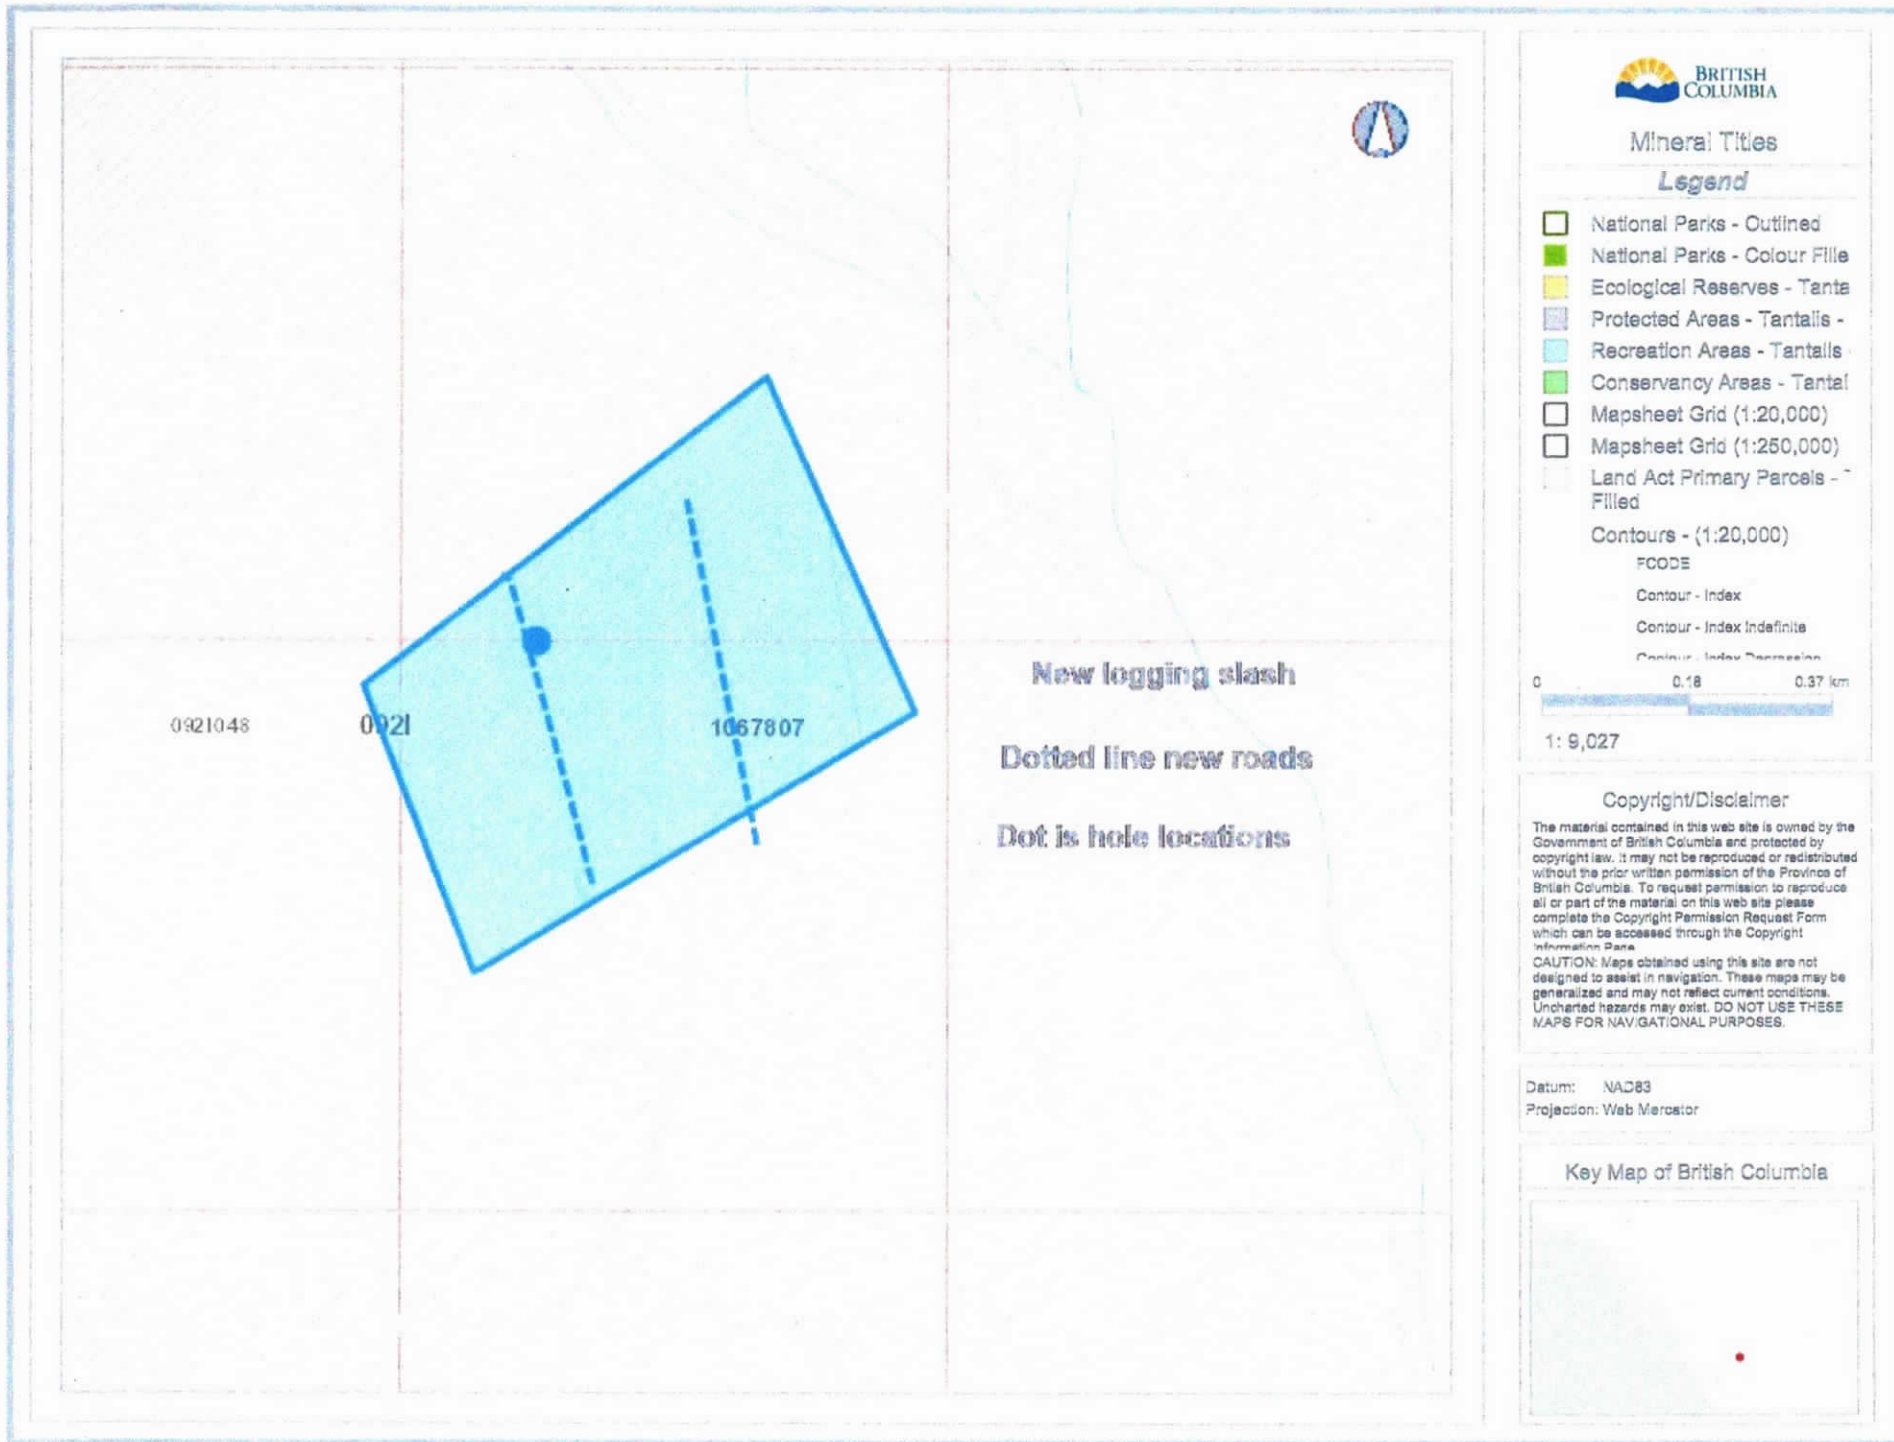 0921048
092I
1067807
New logging slash
Dotted line new roads
Dot is hole locations
BRITISH
COLUMBIA
Mineral Titles
Legend
National Parks - Outlined
National Parks - Colour Fille
Ecological Reserves - Tanta
Protected Areas - Tantalis -
Recreation Areas - Tantalis
Conservancy Areas - Tantal
Mapsheet Grid (1:20,000)
Mapsheet Grid (1:250,000)
Land Act Primary Parcels -
Filled
Contours - (1:20,000)
FCODE
Contour - Index
Contour - Index Indefinite
Contour - Index Depression
0 0.18 0.37 km
1: 9,027
Copyright/Disclaimer
The material contained in this web site is owned by the
Government of British Columbia and protected by
copyright law. It may not be reproduced or redistributed
without the prior written permission of the Province of
British Columbia. To request permission to reproduce
all or part of the material on this web site please
complete the Copyright Permission Request Form
which can be accessed through the Copyright
Information Page
CAUTION: Maps obtained using this site are not
designed to assist in navigation. These maps may be
generalized and may not reflect current conditions.
Uncharted hazards may exist. DO NOT USE THESE
MAPS FOR NAVIGATIONAL PURPOSES.
Datum: NAD83
Projection: Web Mercator
Key Map of British Columbia